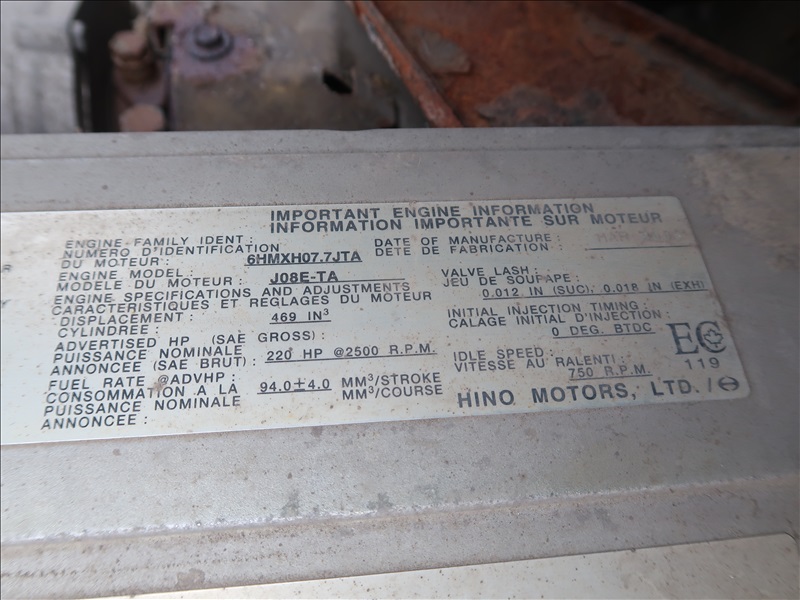 IMPORTANT ENGINE INFORMATION
INFORMATION IMPORTANTE SUR MOTEUR
ENGINE FAMILY IDENT :
NUMERO D'IDENTIFICATION
DU MOTEUR : 6HMXH07.7JTA
ENGINE MODEL :
MODELE DU MOTEUR : J08E-TA
ENGINE SPECIFICATIONS AND ADJUSTMENTS
CARACTERISTIQUES ET REGLAGES DU MOTEUR
DISPLACEMENT :
CYLINDREE : 469 IN³
ADVERTISED HP (SAE GROSS) :
PUISSANCE NOMINALE
ANNONCEE (SAE BRUT) : 220 HP @2500 R.P.M.
FUEL RATE @ADVHP :
CONSOMMATION A LA
PUISSANCE NOMINALE
ANNONCEE :
94.0±4.0 MM³/STROKE
MM³/COURSE
DATE OF MANUFACTURE :
DETE DE FABRICATION :
VALVE LASH :
JEU DE SOUPAPE :
0.012 IN (SUC), 0.018 IN (EXH)
INITIAL INJECTION TIMING :
CALAGE INITIAL D'INJECTION :
0 DEG. BTDC
IDLE SPEED :
VITESSE AU RALENTI :
750 R.P.M.
EC
119
HINO MOTORS, LTD. /